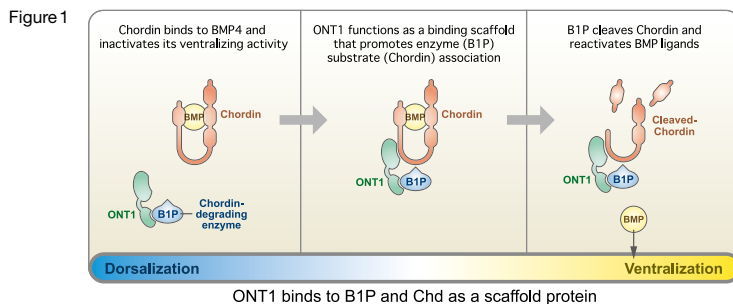 Figure 1
Chordin binds to BMP4 and
inactivates its ventralizing activity
BMP
Chordin
ONT1
B1P
Chordin-
degrading
enzyme
ONT1 functions as a binding scaffold
that promotes enzyme (B1P)
substrate (Chordin) association
BMP
Chordin
ONT1
B1P
B1P cleaves Chordin and
reactivates BMP ligands
Cleaved-
Chordin
ONT1
B1P
BMP
Dorsalization
Ventralization
ONT1 binds to B1P and Chd as a scaffold protein